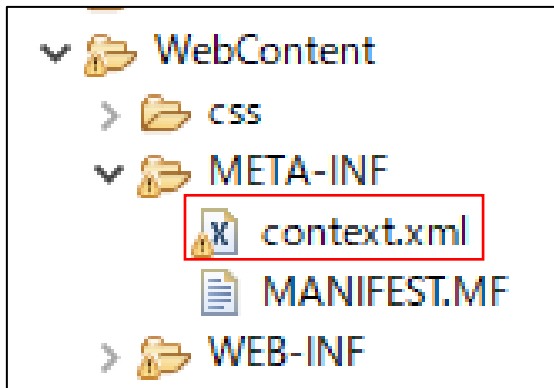 WebContent
css
META-INF
context.xml
MANIFEST.MF
WEB-INF